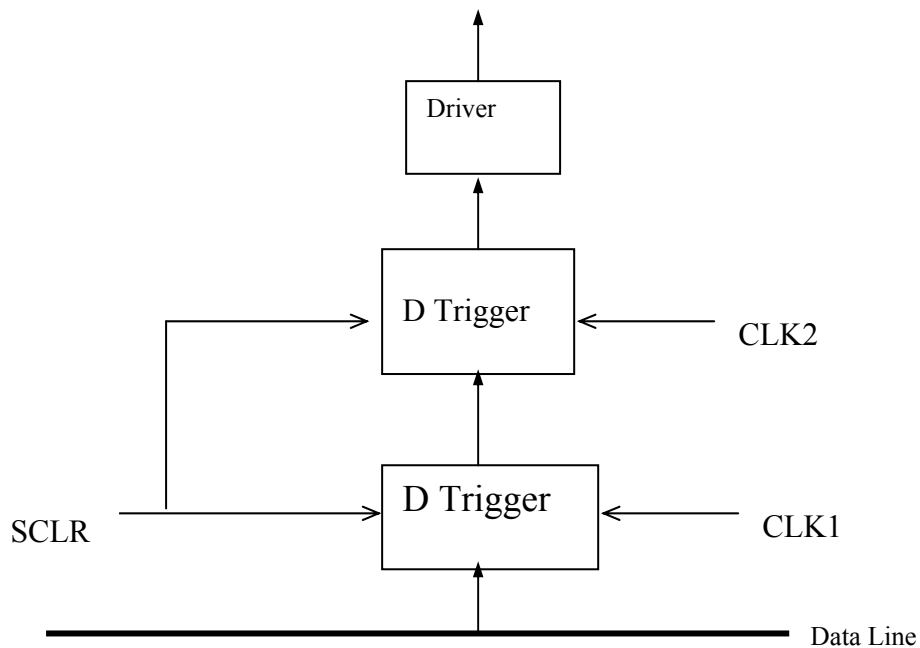 Driver
D Trigger
CLK2
D Trigger
SCLR
CLK1
Data Line